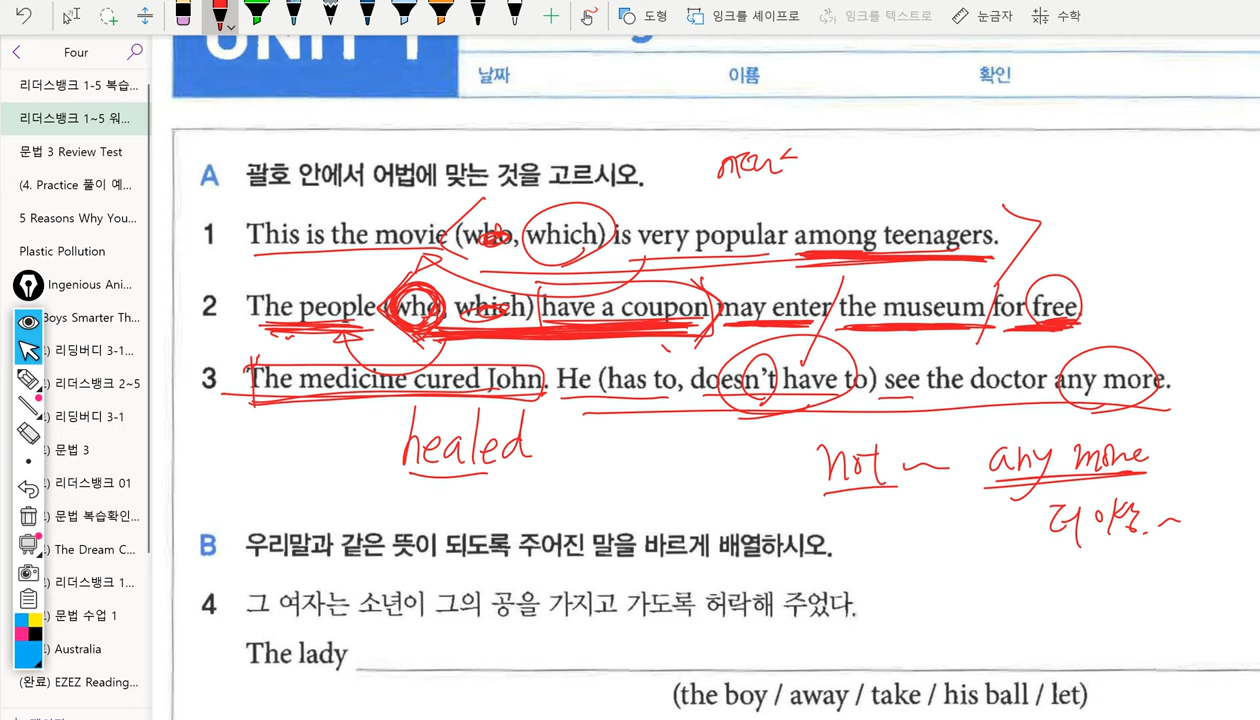 도형
잉크를 셰이프로
잉크를 텍스트로
눈금자
수학
Four
리더스뱅크 1-5 복습...
리더스뱅크 1~5 워...
문법 3 Review Test
(4. Practice 풀이 예...
5 Reasons Why You...
Plastic Pollution
Ingenious Ani...
Boys Smarter Th...
) 리딩버디 3-1...
) 리더스뱅크 2~5
) 리딩버디 3-1
) 문법 3
) 리더스뱅크 01
) 문법 복습확인...
) The Dream C...
) 리더스뱅크 1...
) 문법 수업 1
) Australia
(완료) EZEZ Reading...
UNIT 1
날짜 이름 확인
A 괄호 안에서 어법에 맞는 것을 고르시오.
1 This is the movie (who, which) is very popular among teenagers.
2 The people (who, which) have a coupon may enter the museum for free.
3 The medicine cured John. He (has to, doesn't have to) see the doctor any more.
healed
not ~ any more
더 이상 ~
B 우리말과 같은 뜻이 되도록 주어진 말을 바르게 배열하시오.
4 그 여자는 소년이 그의 공을 가지고 가도록 허락해 주었다.
The lady
(the boy / away / take / his ball / let)